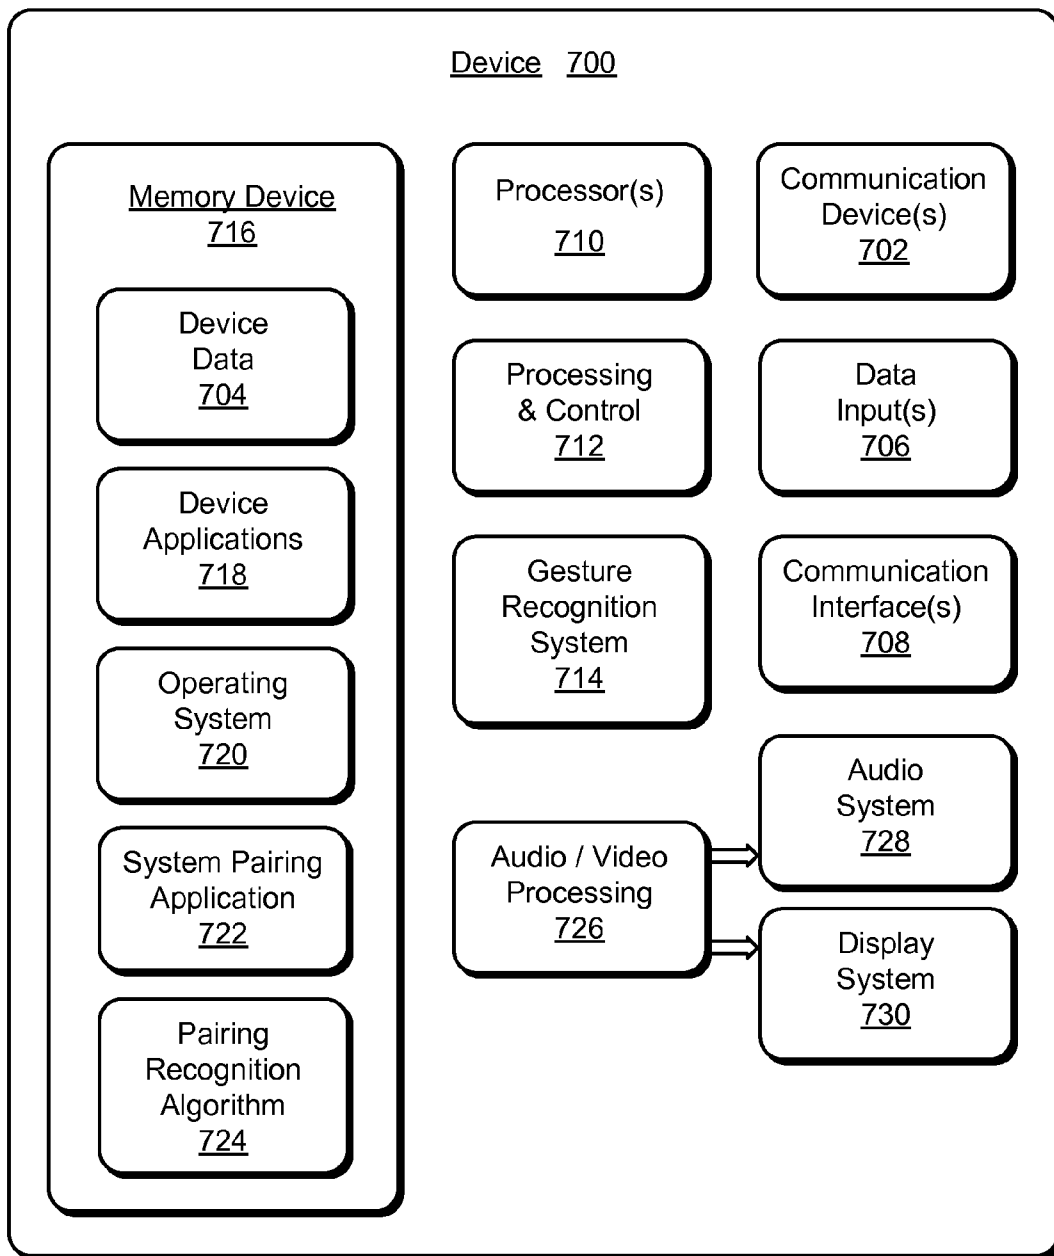 Device 700
Memory Device
716
Device
Data
704
Device
Applications
718
Operating
System
720
System Pairing
Application
722
Pairing
Recognition
Algorithm
724
Processor(s)
710
Communication
Device(s)
702
Processing
& Control
712
Data
Input(s)
706
Gesture
Recognition
System
714
Communication
Interface(s)
708
Audio / Video
Processing
726
Audio
System
728
Display
System
730